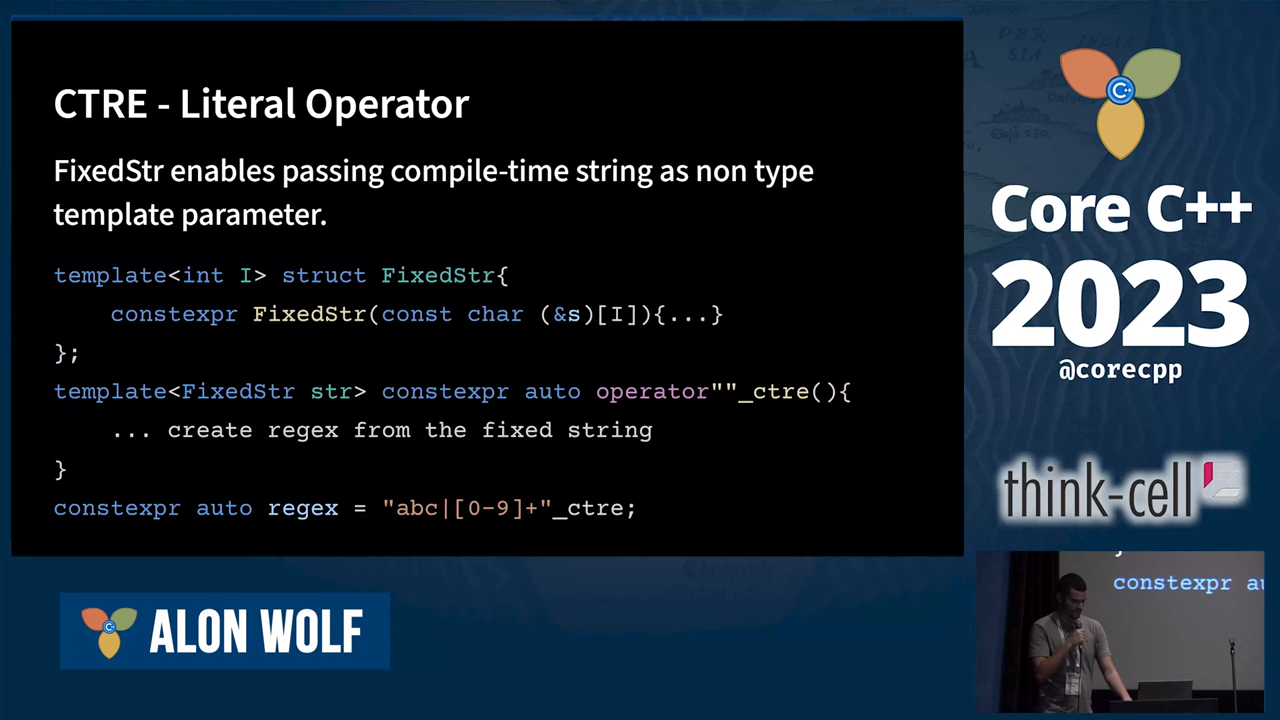 CTRE - Literal Operator
FixedStr enables passing compile-time string as non type
template parameter.
template<int I> struct FixedStr{
constexpr FixedStr(const char (&s)[I]){...}
};
template<FixedStr str> constexpr auto operator""_ctre(){
... create regex from the fixed string
}
constexpr auto regex = "abc|[0-9]+"_ctre;
C++
Core C++
2023
@corecpp
think-cell
constexpr au
C++
ALON WOLF